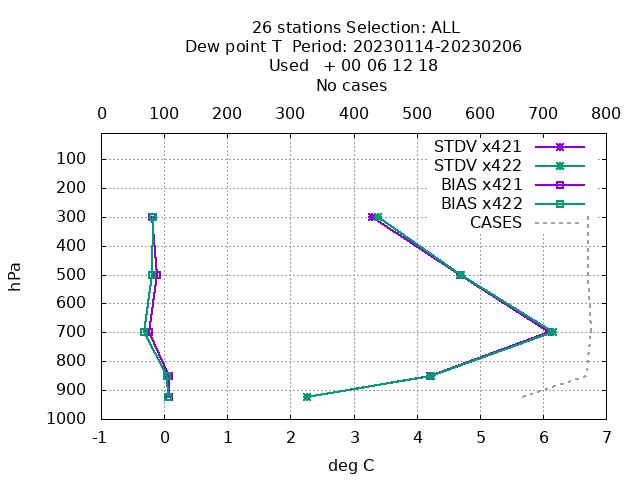 26 stations Selection: ALL
Dew point T  Period: 20230114-20230206
Used   + 00 06 12 18
No cases
0 100 200 300 400 500 600 700 800
STDV x421
STDV x422
BIAS x421
BIAS x422
CASES
100
200
300
400
500
600
700
800
900
1000
hPa
-1 0 1 2 3 4 5 6 7
deg C